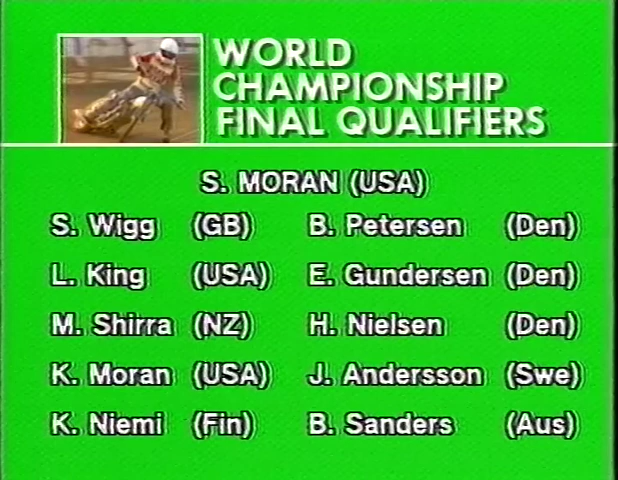 WORLD
CHAMPIONSHIP
FINAL QUALIFIERS
S. MORAN (USA)
S. Wigg (GB) B. Petersen (Den)
L. King (USA) E. Gundersen (Den)
M. Shirra (NZ) H. Nielsen (Den)
K. Moran (USA) J. Andersson (Swe)
K. Niemi (Fin) B. Sanders (Aus)